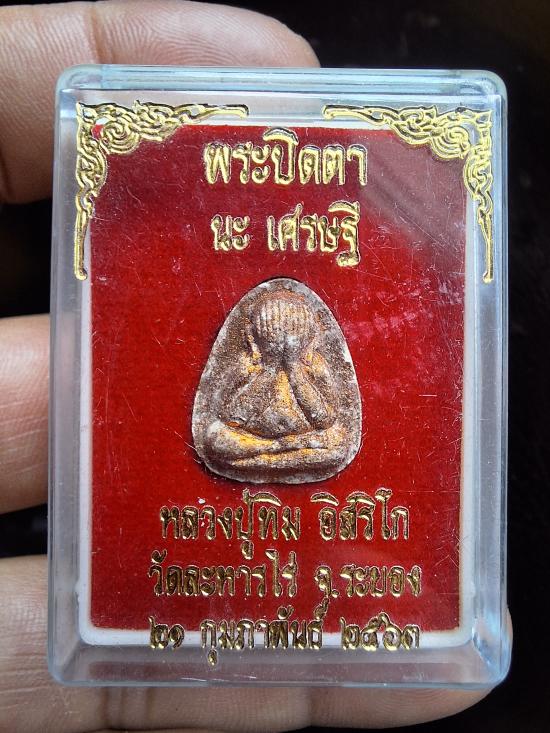 พระปิดตา
นะ เศรษฐี
หลวงปู่ทิม อิสริโก
วัดละหารไร่ จ.ระยอง
๒๑ กุมภาพันธ์ ๒๕๖๓